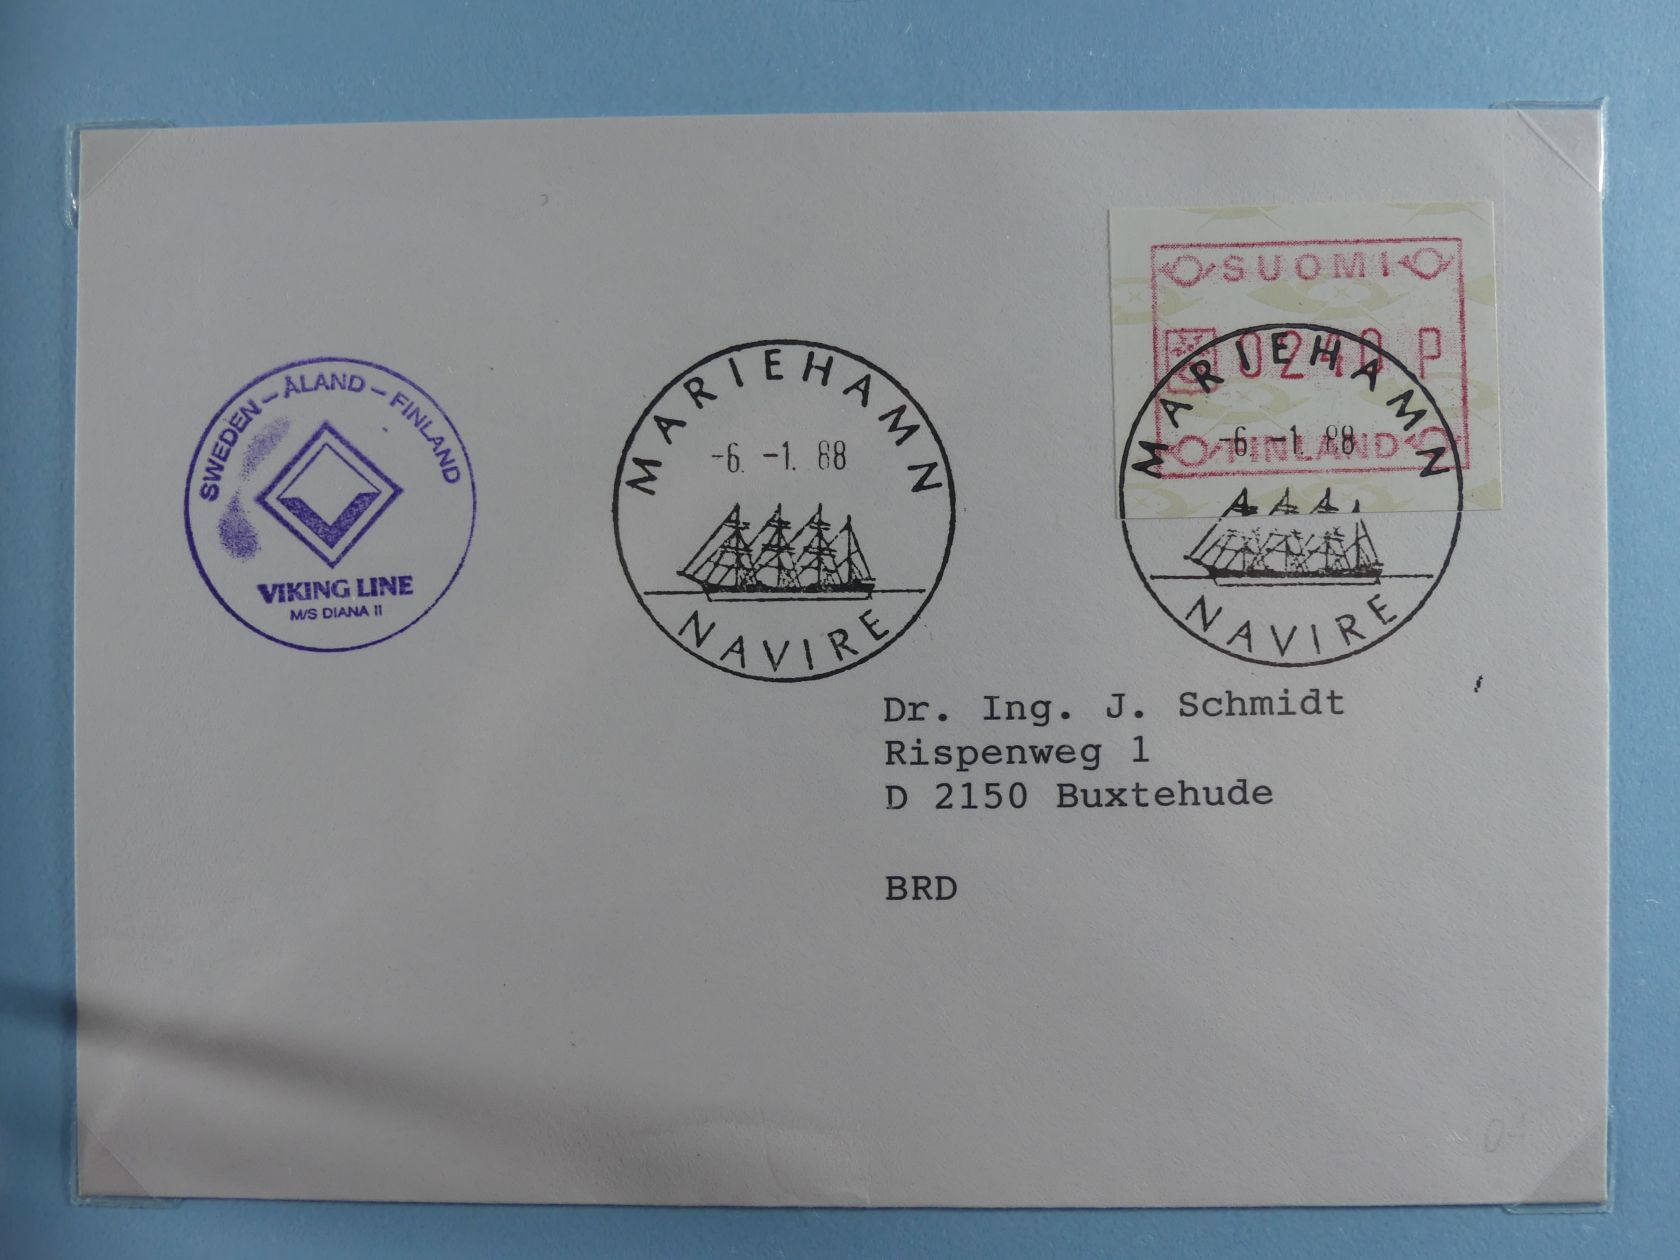 SUOMI
0240 P
FINLAND
SWEDEN – ÅLAND – FINLAND
VIKING LINE
M/S DIANA II
MARIEHAMN
-6. -1. 88
NAVIRE
MARIEHAMN
-6 -1. 88
NAVIRE
Dr. Ing. J. Schmidt
Rispenweg 1
D 2150 Buxtehude
BRD